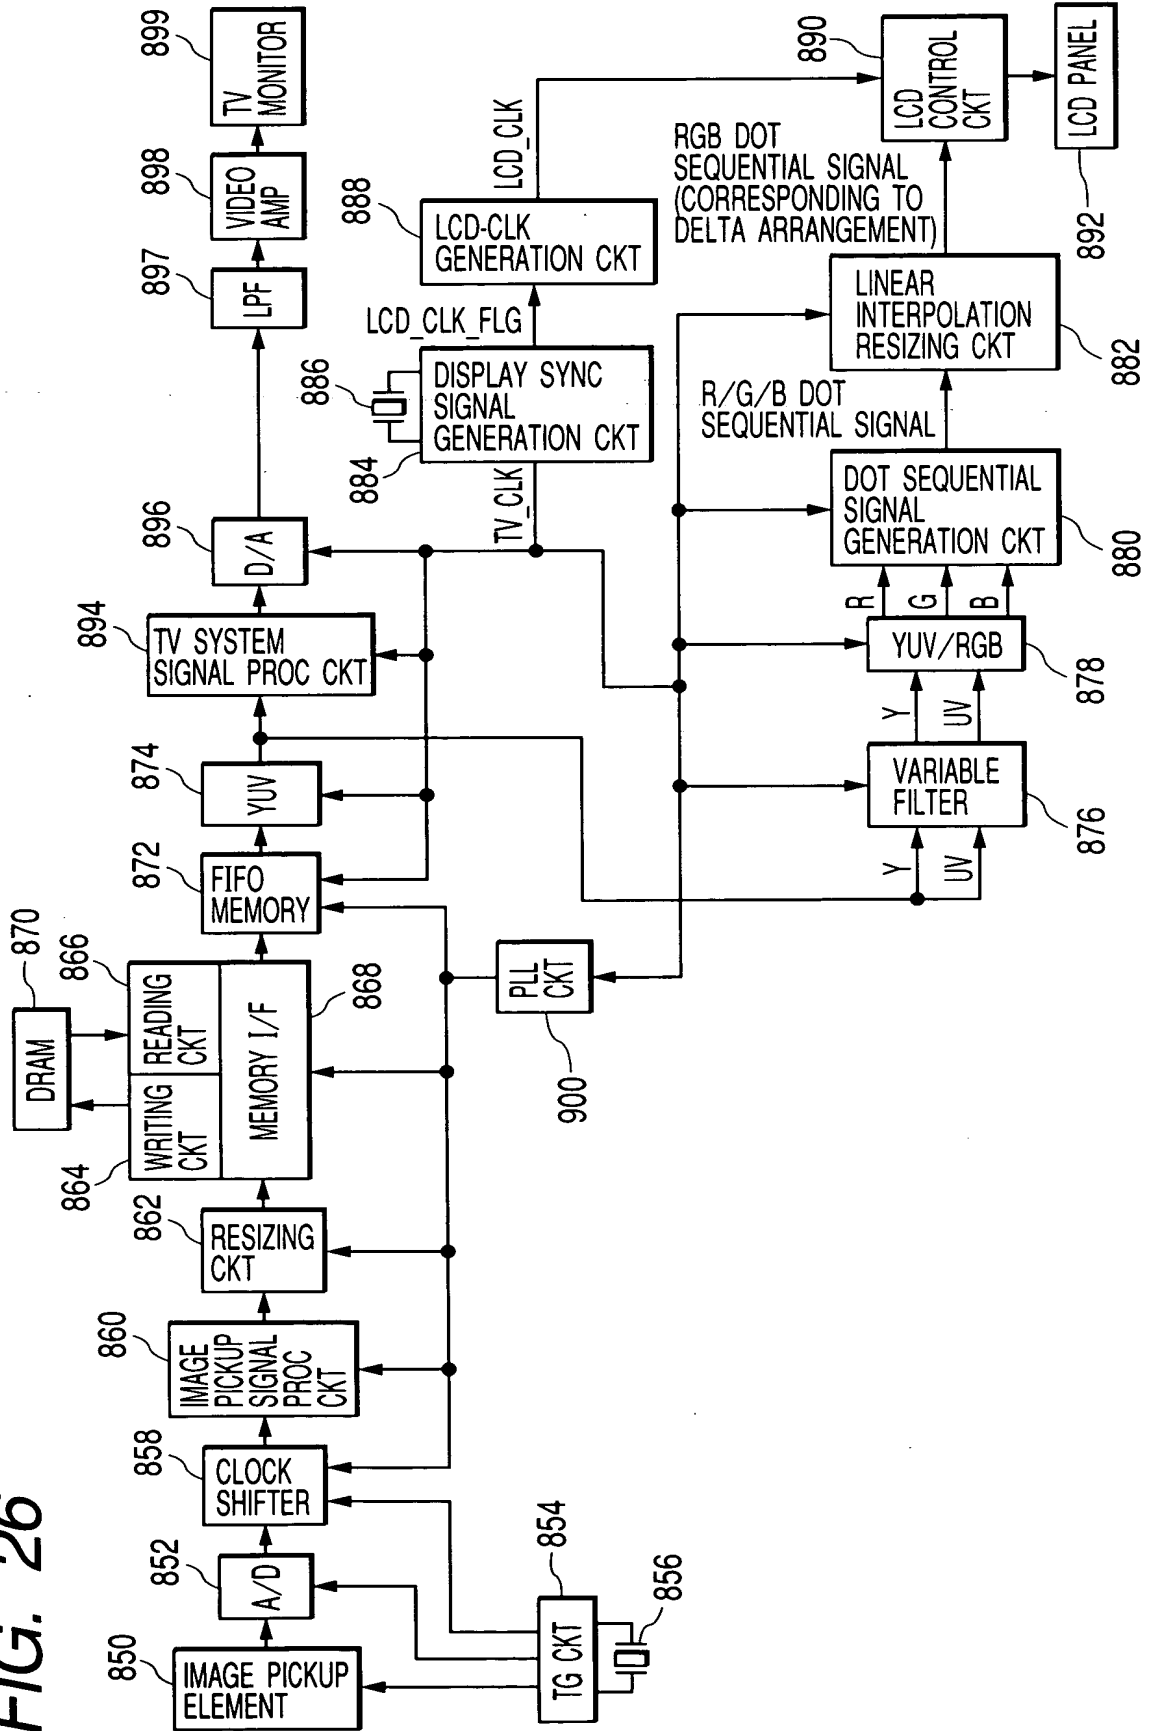 FIG. 26
850
IMAGE PICKUP
ELEMENT
852
A/D
854
TG CKT
856
858
CLOCK
SHIFTER
860
IMAGE
PICKUP
SIGNAL
PROC
CKT
862
RESIZING
CKT
864
WRITING
CKT
866
READING
CKT
MEMORY I/F
868
870
DRAM
872
FIFO
MEMORY
874
YUV
894
TV SYSTEM
SIGNAL PROC CKT
896
D/A
897
LPF
898
VIDEO
AMP
899
TV
MONITOR
900
PLL
CKT
TV_CLK
884
DISPLAY SYNC
SIGNAL
GENERATION CKT
886
LCD_CLK_FLG
888
LCD-CLK
GENERATION CKT
LCD_CLK
Y
UV
876
VARIABLE
FILTER
Y
UV
878
YUV/RGB
R
G
B
880
DOT SEQUENTIAL
SIGNAL
GENERATION CKT
R/G/B DOT
SEQUENTIAL SIGNAL
882
LINEAR
INTERPOLATION
RESIZING CKT
RGB DOT
SEQUENTIAL SIGNAL
(CORRESPONDING TO
DELTA ARRANGEMENT)
890
LCD
CONTROL
CKT
892
LCD PANEL